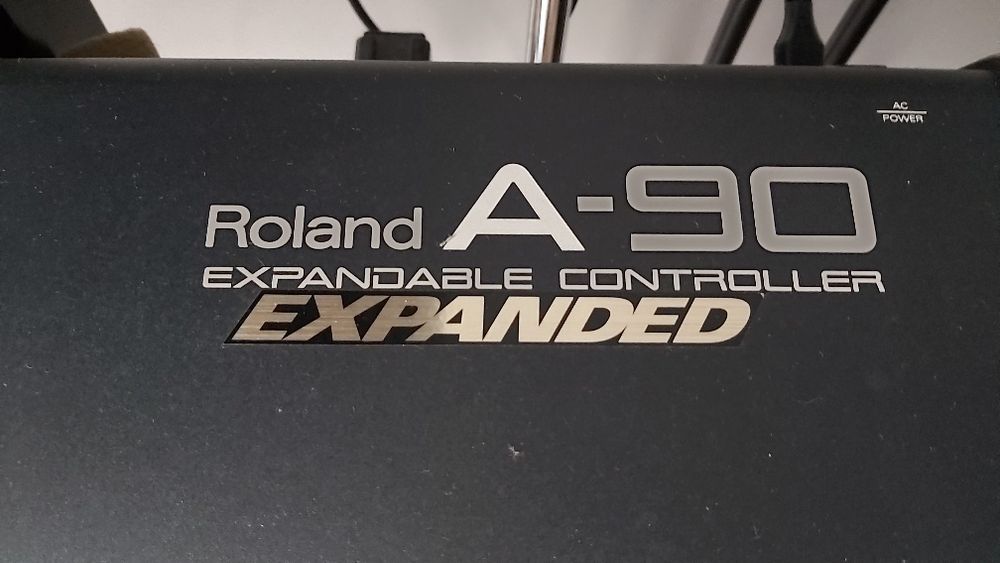 AC
POWER
Roland A-90
EXPANDABLE CONTROLLER
EXPANDED